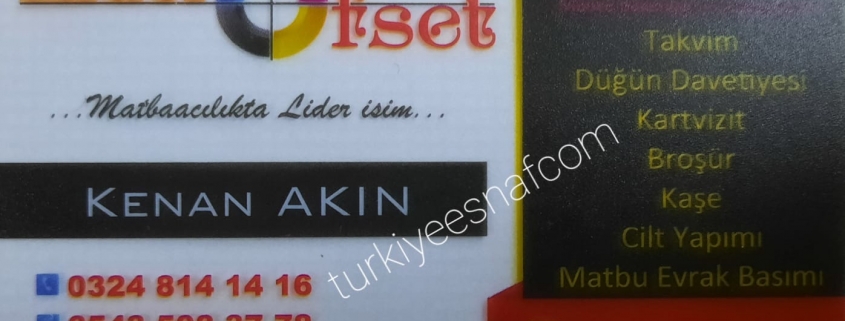 Ofset
...Matbaacılıkta Lider isim...
KENAN AKIN
0324 814 14 16
Takvim
Düğün Davetiyesi
Kartvizit
Broşür
Kaşe
Cilt Yapımı
Matbu Evrak Basımı
turkiyeesnafcom